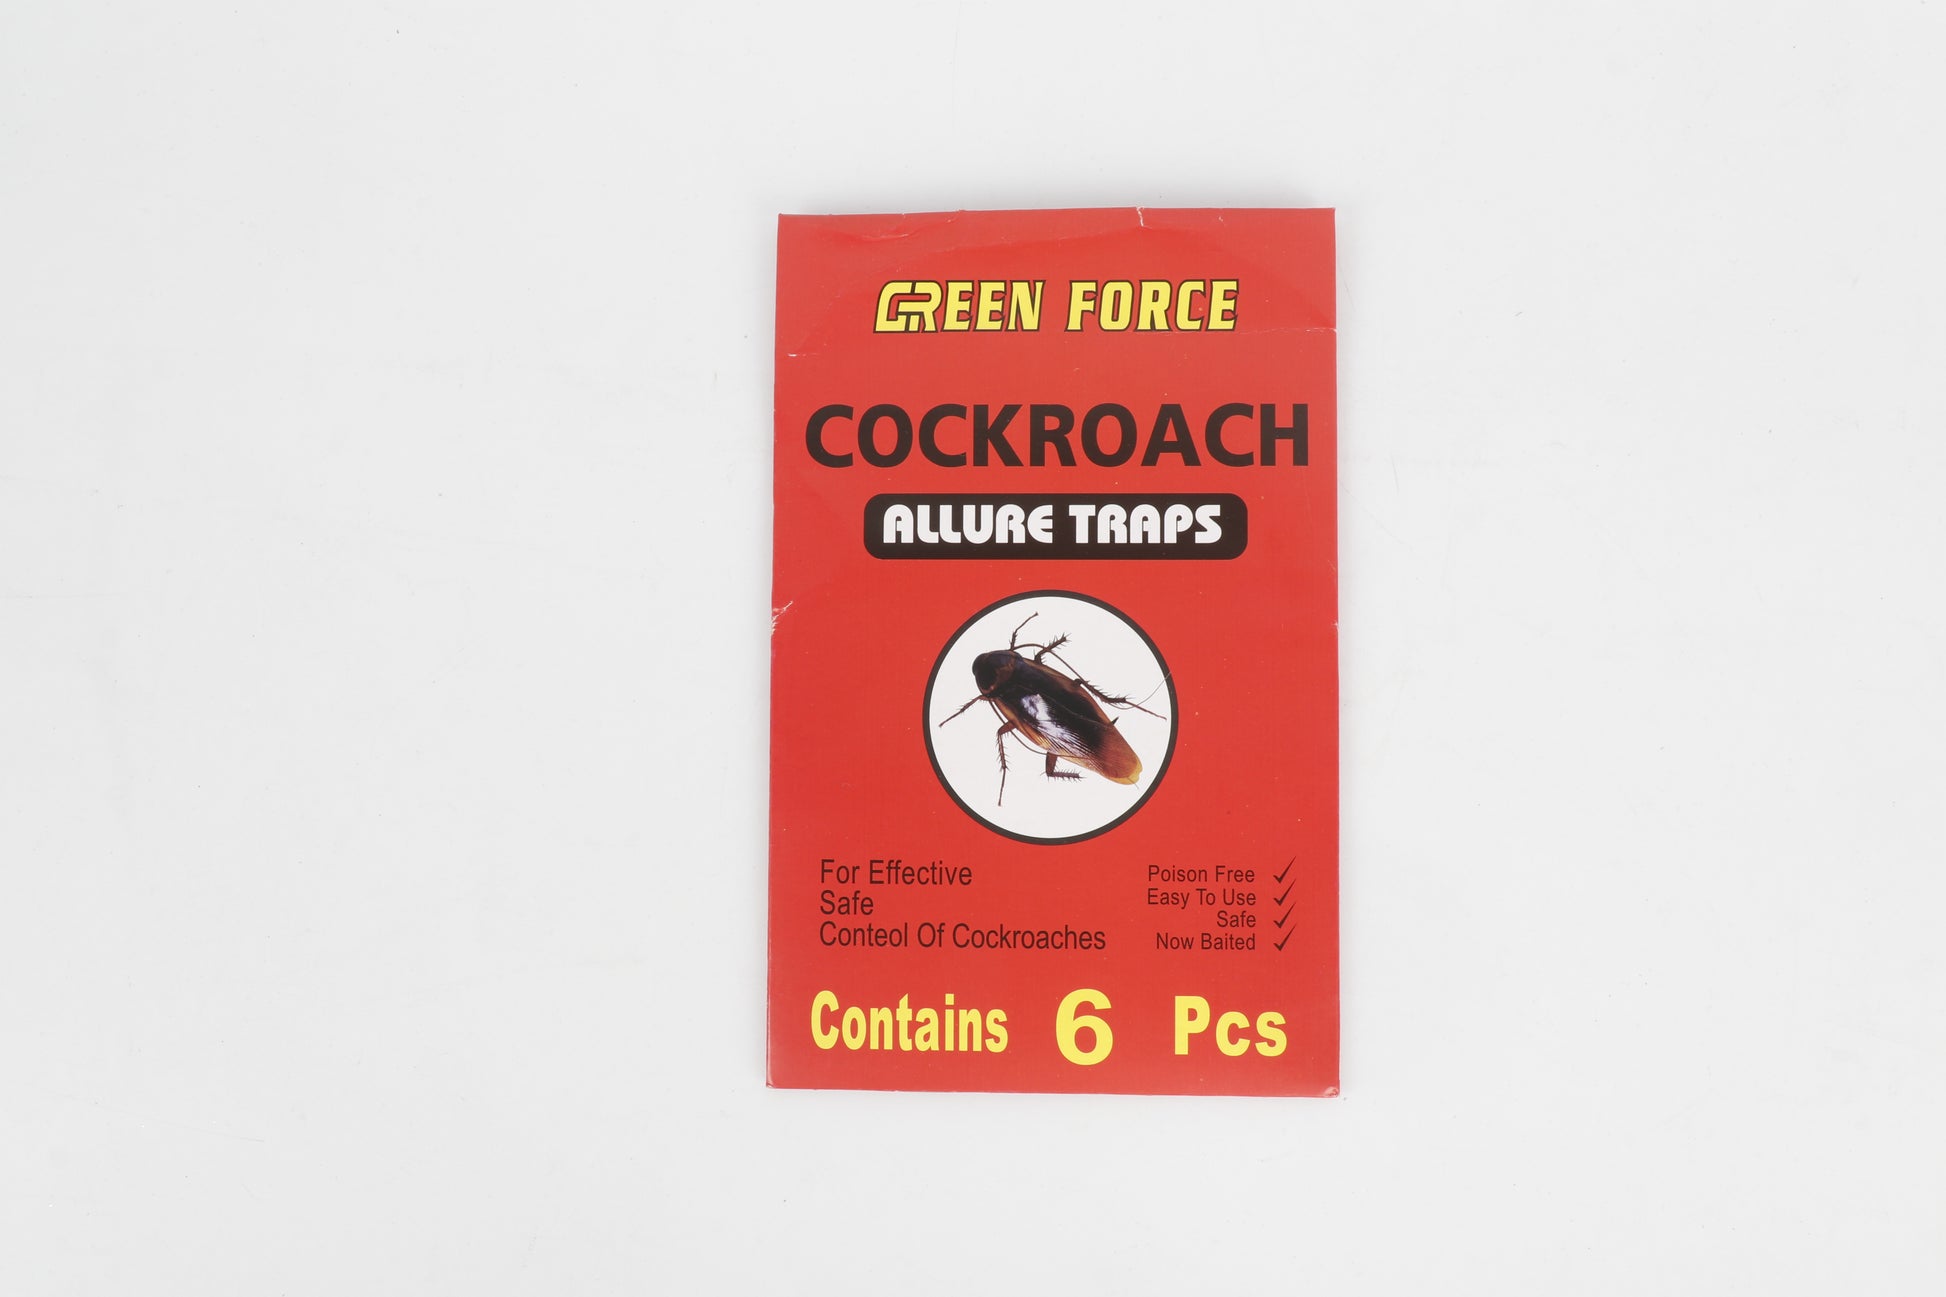 GREEN FORCE
COCKROACH
ALLURE TRAPS
For Effective
Safe
Conteol Of Cockroaches
Poison Free ✓
Easy To Use ✓
Safe ✓
Now Baited ✓
Contains 6 Pcs